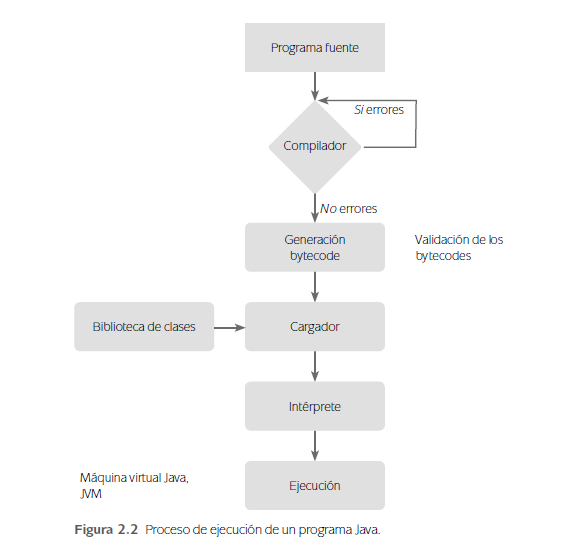 Programa fuente
Si errores
Compilador
No errores
Generación
bytecode
Validación de los
bytecodes
Biblioteca de clases
Cargador
Intérprete
Máquina virtual Java,
JVM
Ejecución
Figura 2.2 Proceso de ejecución de un programa Java.